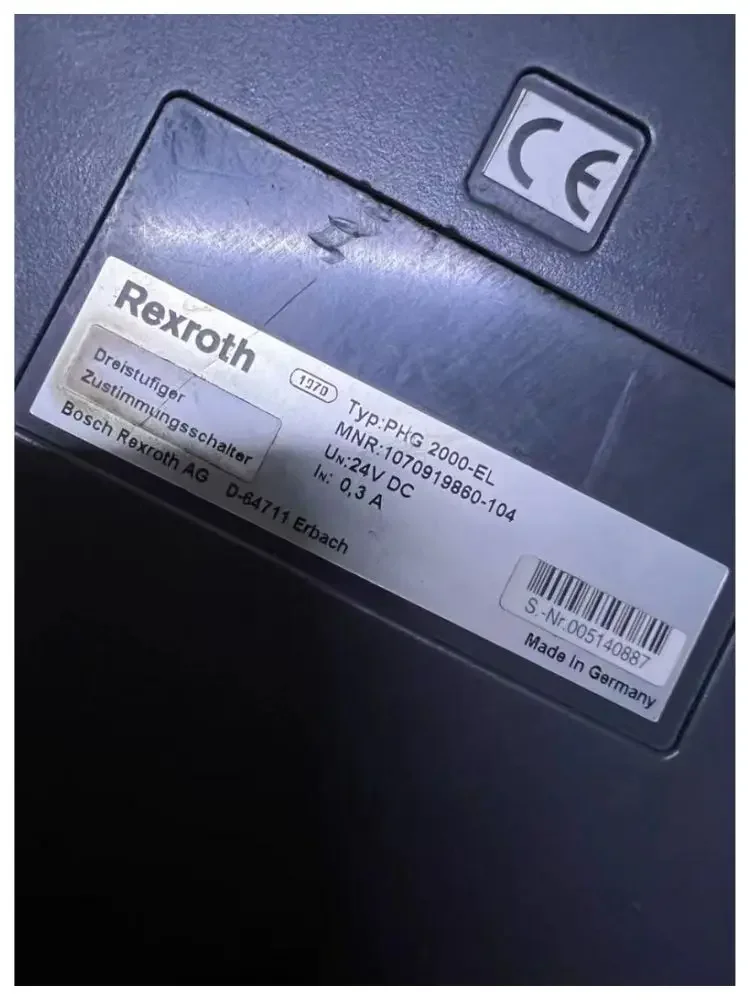 CE
Rexroth
1970
Dreistufiger
Zustimmungsschalter
Bosch Rexroth AG D-64711 Erbach
Typ:PHG 2000-EL
MNR:1070919860-104
UN:24V DC
IN: 0,3 A
S.-Nr.005140887
Made in Germany